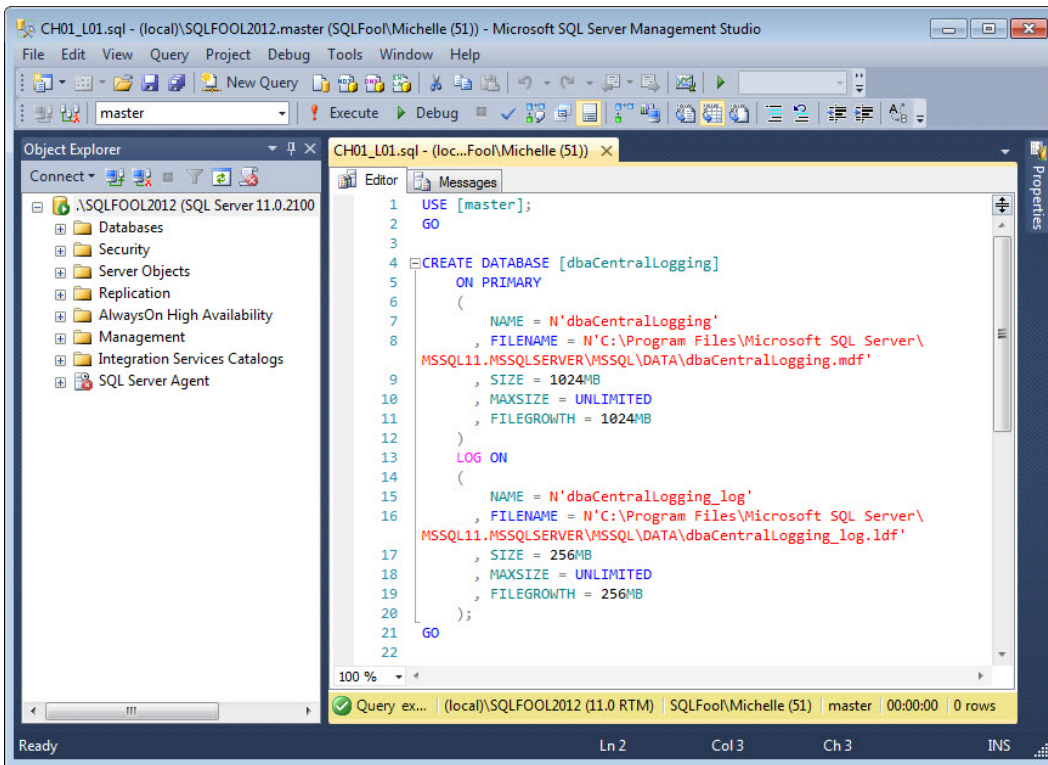 CH01_L01.sql - (local)\SQLFOOL2012.master (SQLFool\Michelle (51)) - Microsoft SQL Server Management Studio
File Edit View Query Project Debug Tools Window Help
New Query
master Execute Debug
Object Explorer
Connect
.\SQLFOOL2012 (SQL Server 11.0.2100
Databases
Security
Server Objects
Replication
AlwaysOn High Availability
Management
Integration Services Catalogs
SQL Server Agent
CH01_L01.sql - (loc...Fool\Michelle (51))
Editor Messages
1 USE [master];
2 GO
3
4 CREATE DATABASE [dbaCentralLogging]
5 ON PRIMARY
6 (
7 NAME = N'dbaCentralLogging'
8 , FILENAME = N'C:\Program Files\Microsoft SQL Server\
MSSQL11.MSSQLSERVER\MSSQL\DATA\dbaCentralLogging.mdf'
9 , SIZE = 1024MB
10 , MAXSIZE = UNLIMITED
11 , FILEGROWTH = 1024MB
12 )
13 LOG ON
14 (
15 NAME = N'dbaCentralLogging_log'
16 , FILENAME = N'C:\Program Files\Microsoft SQL Server\
MSSQL11.MSSQLSERVER\MSSQL\DATA\dbaCentralLogging_log.ldf'
17 , SIZE = 256MB
18 , MAXSIZE = UNLIMITED
19 , FILEGROWTH = 256MB
20 );
21 GO
22
100 %
Query ex... (local)\SQLFOOL2012 (11.0 RTM) SQLFool\Michelle (51) master 00:00:00 0 rows
Properties
Ready Ln 2 Col 3 Ch 3 INS